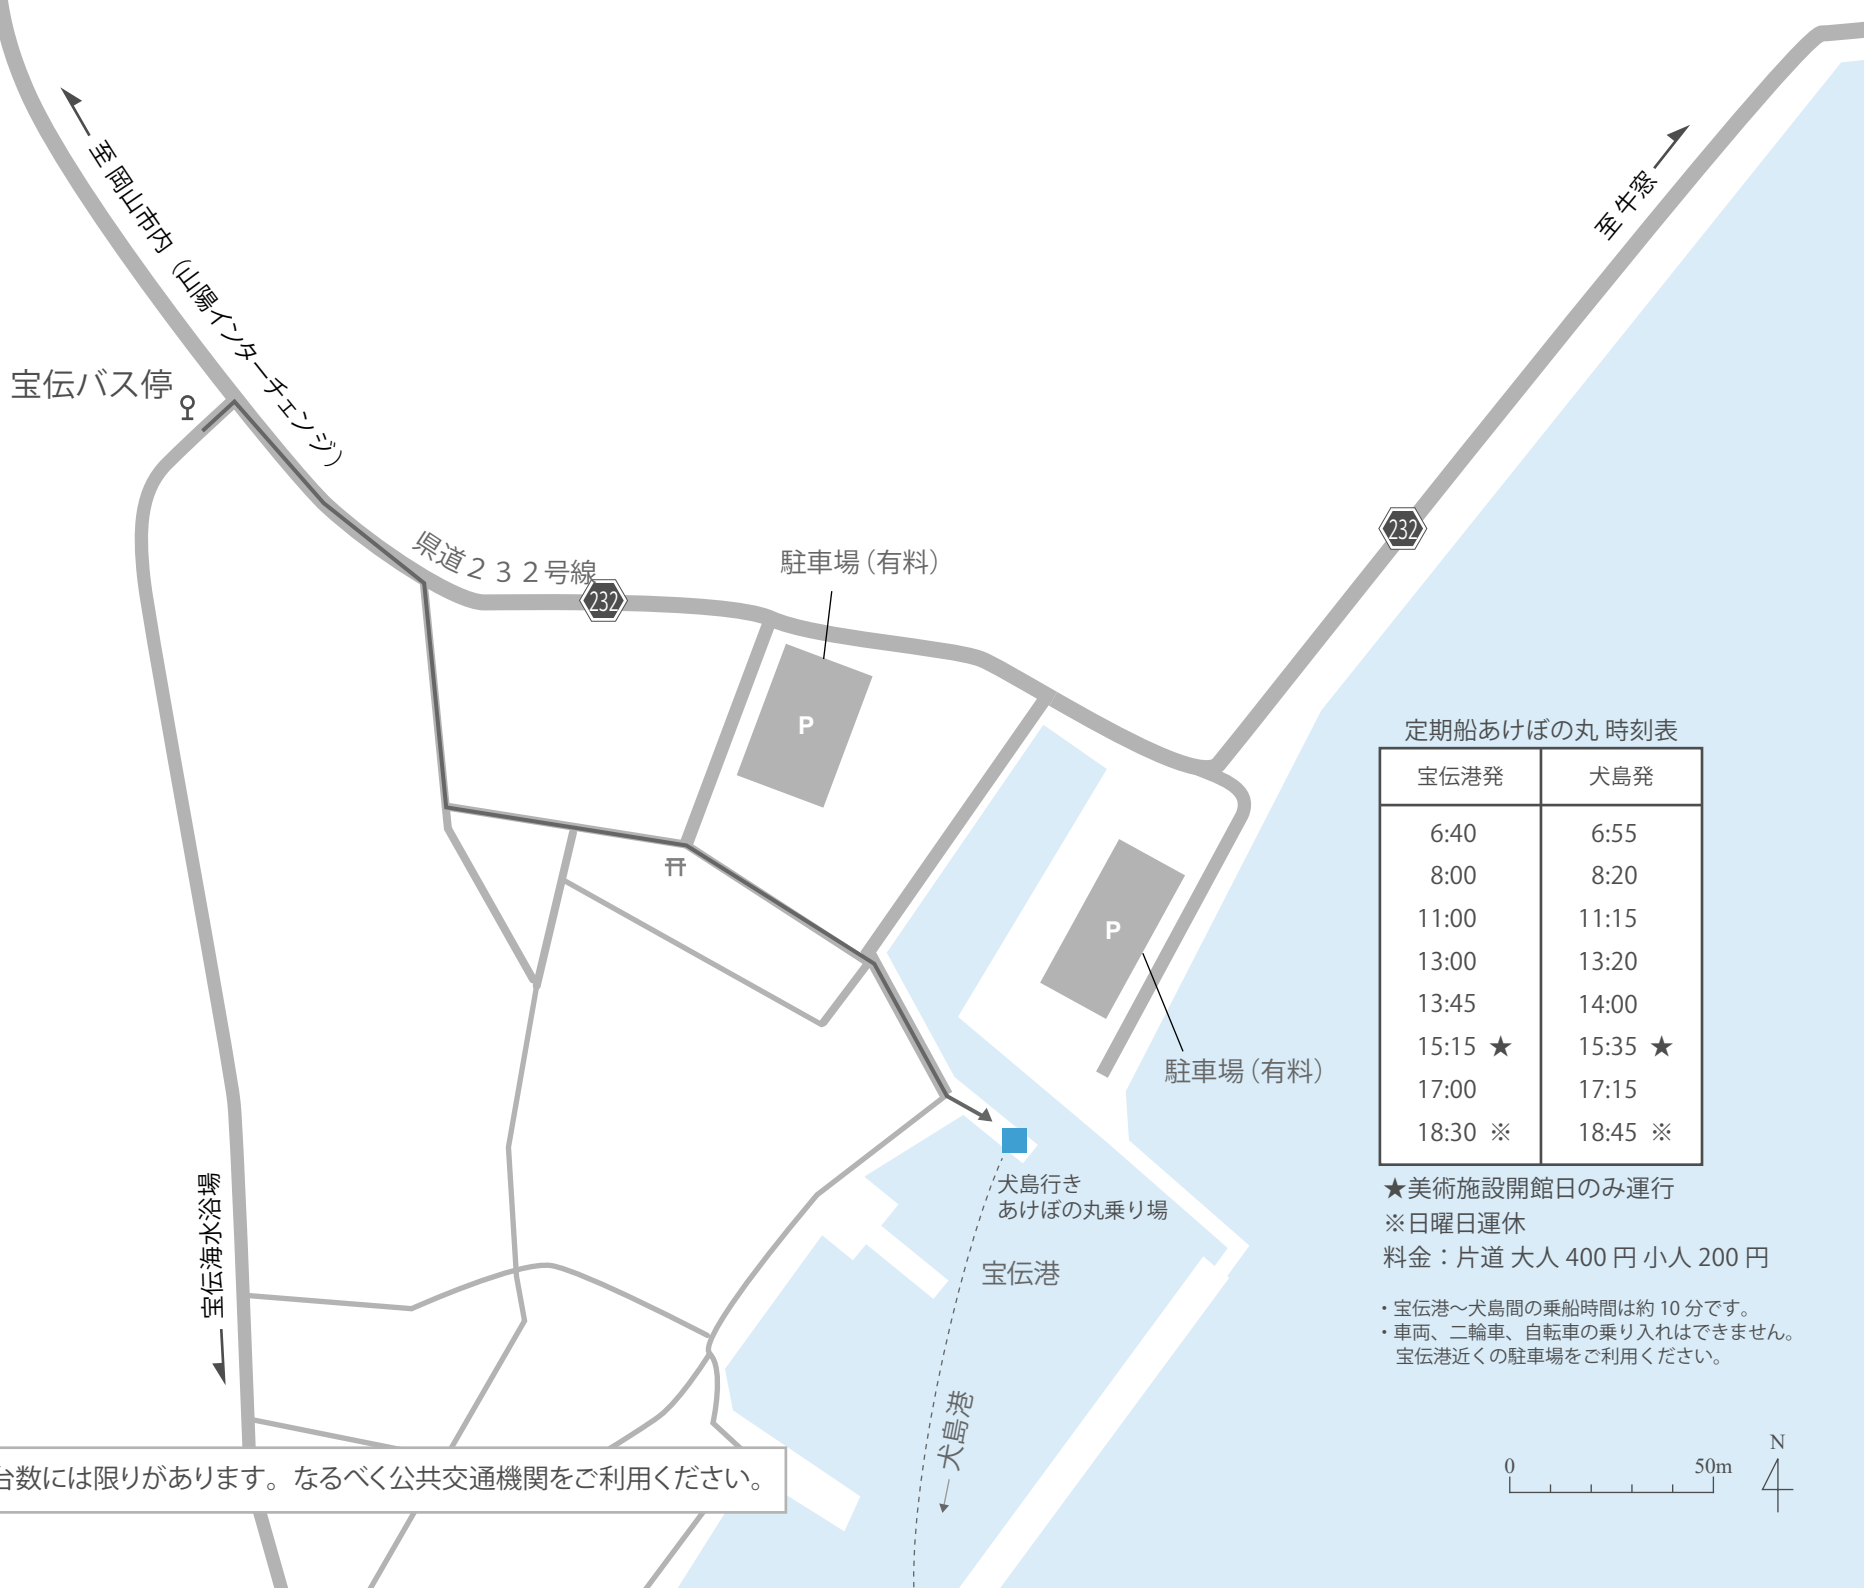 至 岡山市内（山陽インターチェンジ）
至 牛窓
宝伝バス停
県道２３２号線
232
232
駐車場（有料）
P
P
駐車場（有料）
定期船あけぼの丸 時刻表
宝伝港発 犬島発
6:40 6:55
8:00 8:20
11:00 11:15
13:00 13:20
13:45 14:00
15:15 ★ 15:35 ★
17:00 17:15
18:30 ※ 18:45 ※
★美術施設開館日のみ運行
※日曜日運休
料金：片道 大人 400 円 小人 200 円
・宝伝港～犬島間の乗船時間は約 10 分です。
・車両、二輪車、自転車の乗り入れはできません。
宝伝港近くの駐車場をご利用ください。
犬島行き
あけぼの丸乗り場
宝伝港
宝伝海水浴場
犬島港
台数には限りがあります。なるべく公共交通機関をご利用ください。
0 50m
N